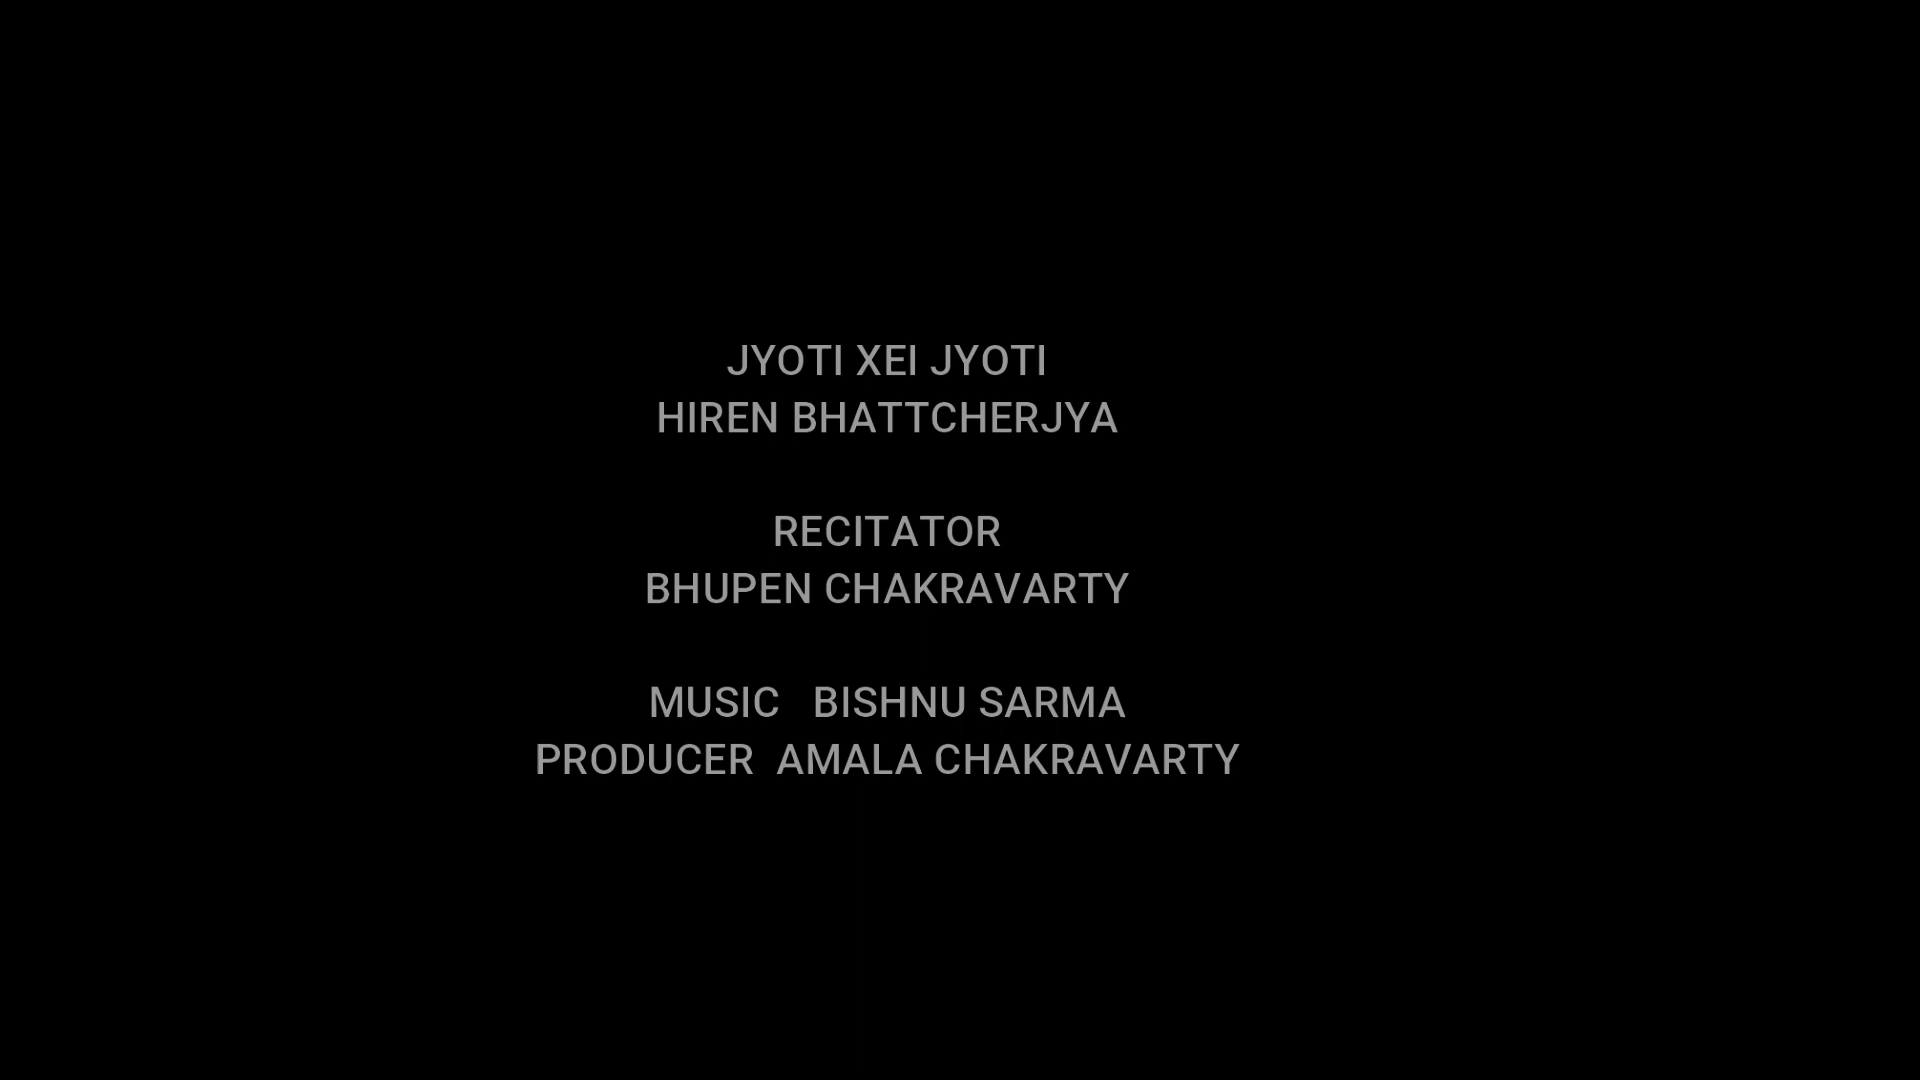 JYOTI XEI JYOTI
HIREN BHATTCHERJYA
RECITATOR
BHUPEN CHAKRAVARTY
MUSIC   BISHNU SARMA
PRODUCER  AMALA CHAKRAVARTY